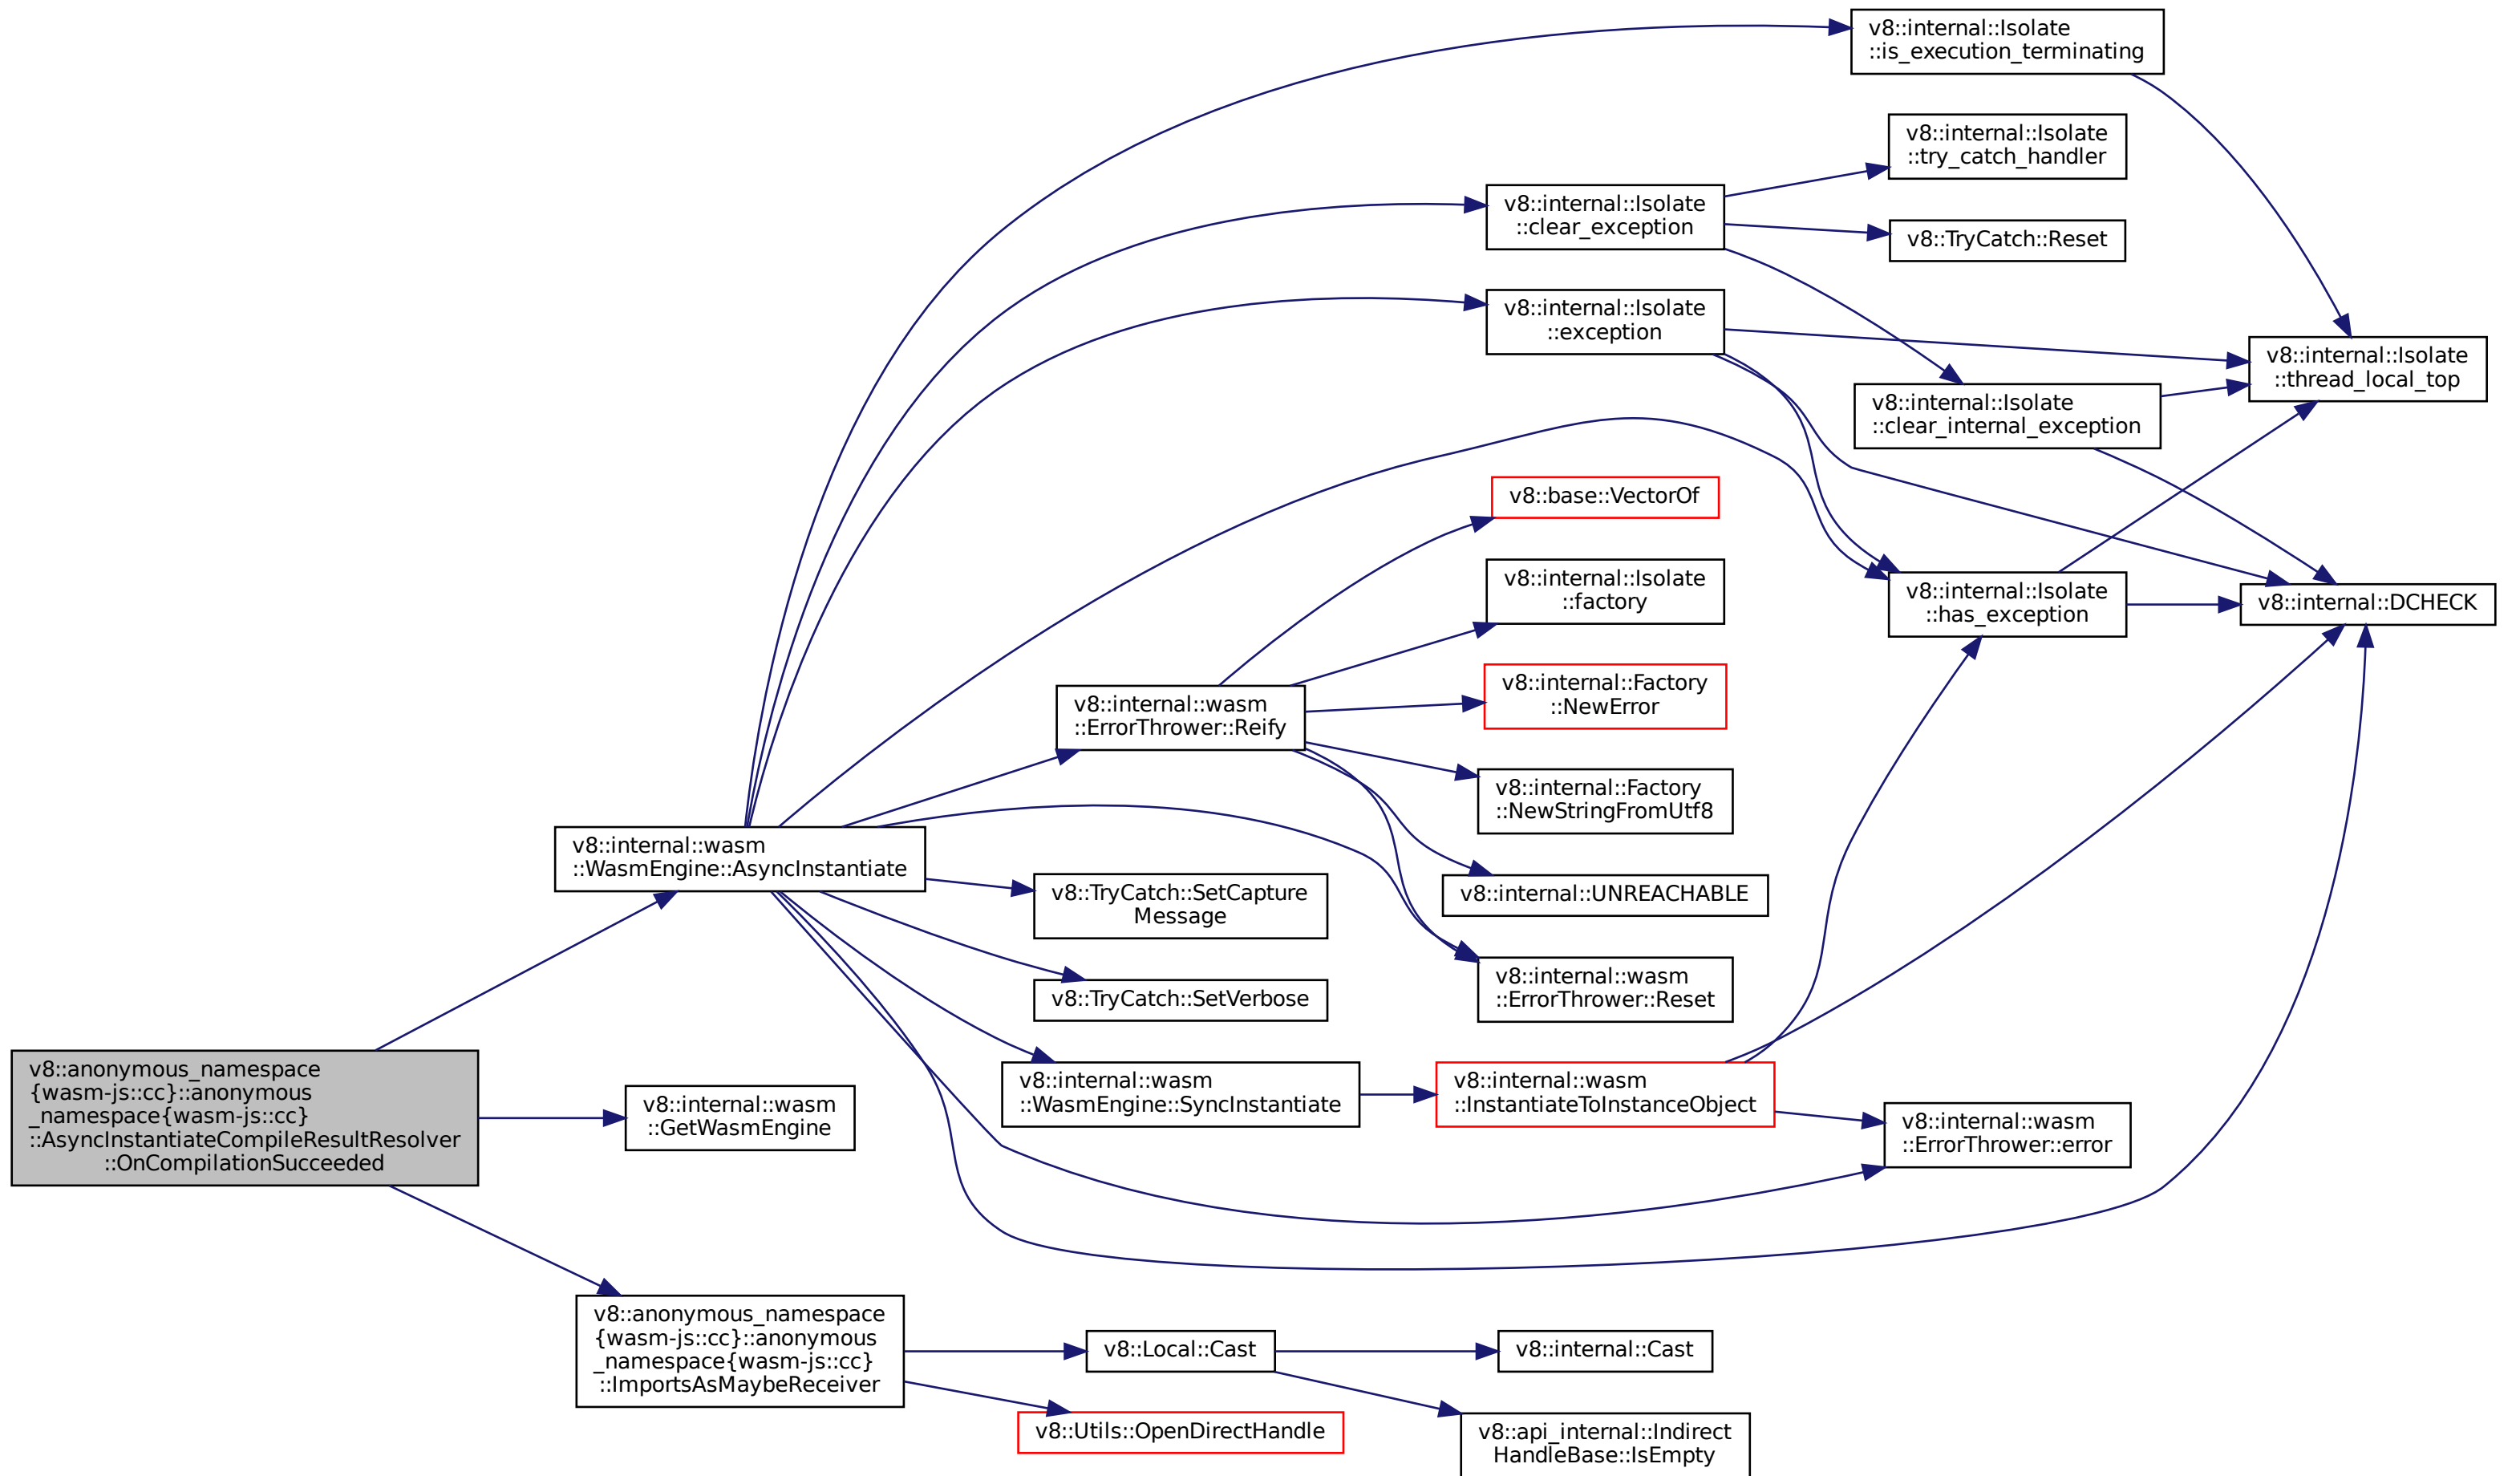 v8::internal::Isolate
::is_execution_terminating
v8::internal::Isolate
::try_catch_handler
v8::internal::Isolate
::clear_exception
v8::TryCatch::Reset
v8::internal::Isolate
::exception
v8::internal::Isolate
::thread_local_top
v8::internal::Isolate
::clear_internal_exception
v8::base::VectorOf
v8::internal::Isolate
::factory
v8::internal::Isolate
::has_exception
v8::internal::DCHECK
v8::internal::Factory
::NewError
v8::internal::wasm
::ErrorThrower::Reify
v8::internal::Factory
::NewStringFromUtf8
v8::internal::wasm
::WasmEngine::AsyncInstantiate
v8::TryCatch::SetCapture
Message
v8::internal::UNREACHABLE
v8::internal::wasm
::ErrorThrower::Reset
v8::TryCatch::SetVerbose
v8::anonymous_namespace
{wasm-js::cc}::anonymous
_namespace{wasm-js::cc}
::AsyncInstantiateCompileResultResolver
::OnCompilationSucceeded
v8::internal::wasm
::GetWasmEngine
v8::internal::wasm
::WasmEngine::SyncInstantiate
v8::internal::wasm
::InstantiateToInstanceObject
v8::internal::wasm
::ErrorThrower::error
v8::anonymous_namespace
{wasm-js::cc}::anonymous
_namespace{wasm-js::cc}
::ImportsAsMaybeReceiver
v8::Local::Cast
v8::internal::Cast
v8::Utils::OpenDirectHandle
v8::api_internal::Indirect
HandleBase::IsEmpty